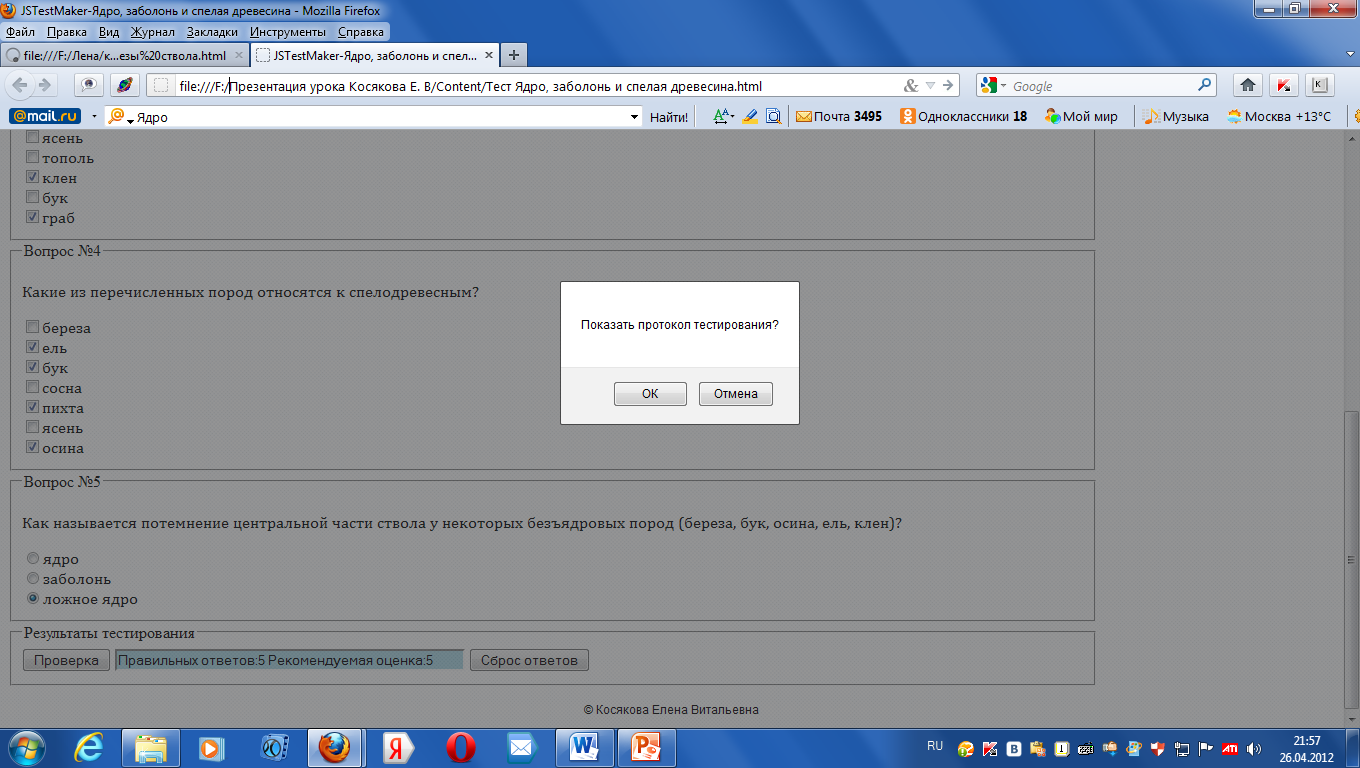 JSTestMaker-Ядро, заболонь и спелая древесина - Mozilla Firefox
Файл Правка Вид Журнал Закладки Инструменты Справка
file:///F:/Лена/к...езы%20ствола.html JSTestMaker-Ядро, заболонь и спел...
file:///F:/Презентация урока Косякова Е. В/Content/Тест Ядро, заболонь и спелая древесина.html Google
@mail.ru Ядро Найти! Почта 3495 Одноклассники 18 Мой мир Музыка Москва +13°C
ясень
тополь
клен
бук
граб
Вопрос №4
Какие из перечисленных пород относятся к спелодревесным?
береза
ель
бук
сосна
пихта
ясень
осина
Показать протокол тестирования?
ОК Отмена
Вопрос №5
Как называется потемнение центральной части ствола у некоторых безъядровых пород (береза, бук, осина, ель, клен)?
ядро
заболонь
ложное ядро
Результаты тестирования
Проверка Правильных ответов:5 Рекомендуемая оценка:5 Сброс ответов
© Косякова Елена Витальевна
RU 21:57
26.04.2012